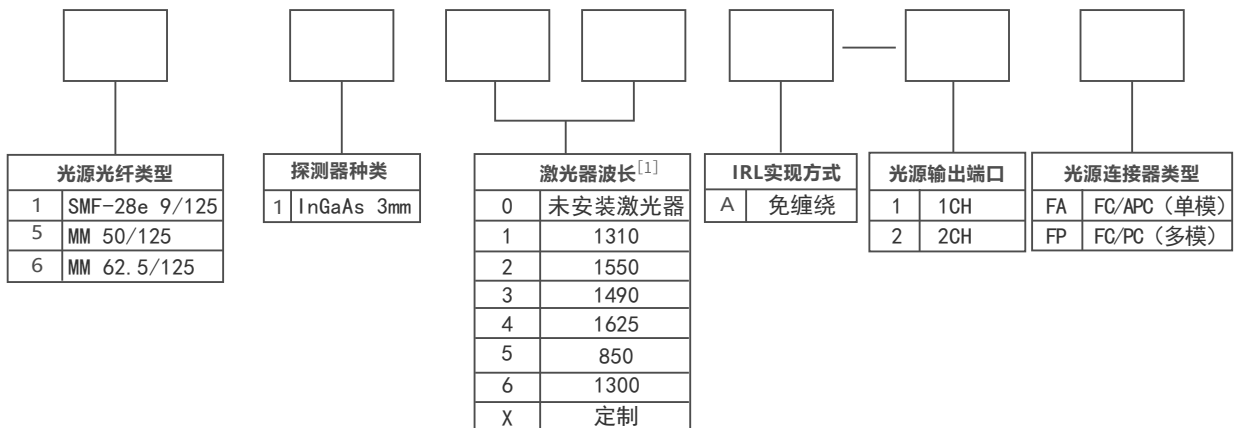 光源光纤类型
1 SMF-28e 9/125
5 MM 50/125
6 MM 62.5/125
探测器种类
1 InGaAs 3mm
激光器波长[1]
0 未安装激光器
1 1310
2 1550
3 1490
4 1625
5 850
6 1300
X 定制
IRL实现方式
A 免缠绕
光源输出端口
1 1CH
2 2CH
光源连接器类型
FA FC/APC（单模）
FP FC/PC（多模）